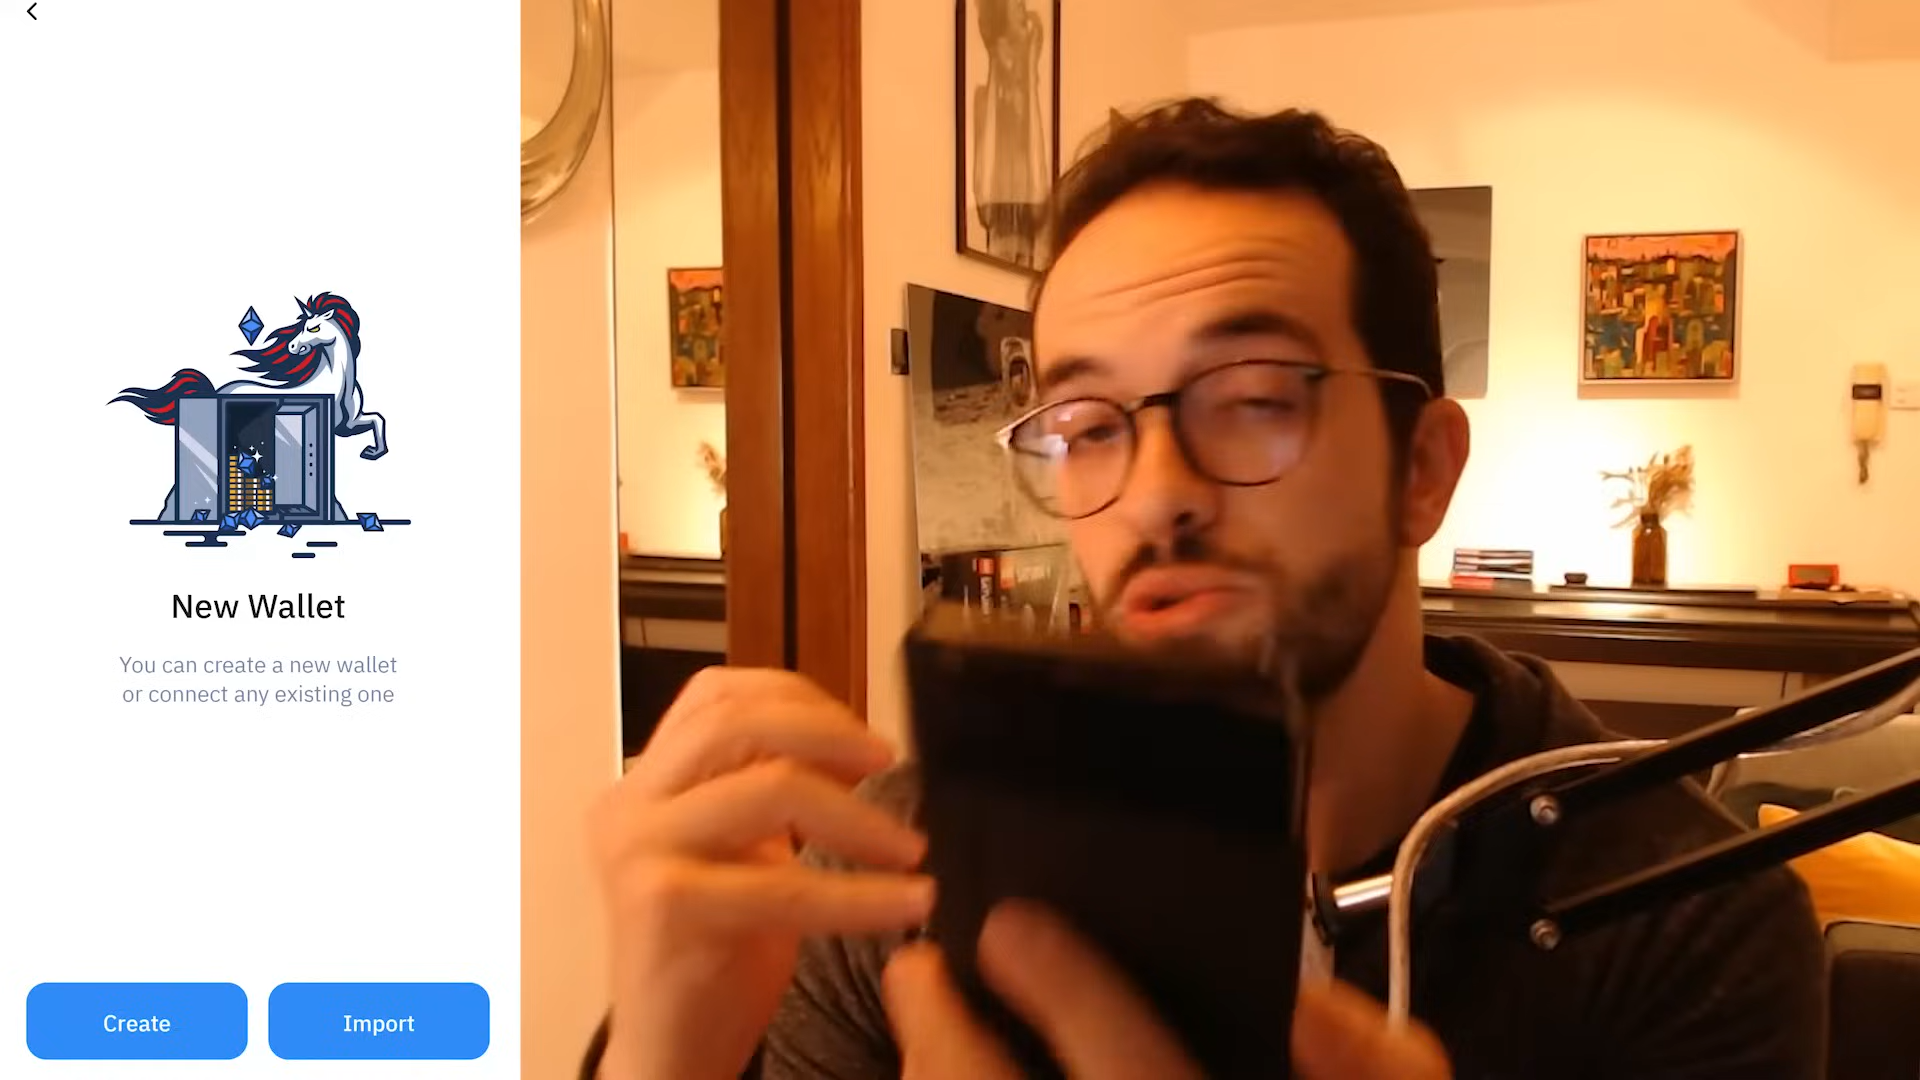 New Wallet
You can create a new wallet
or connect any existing one
Create
Import